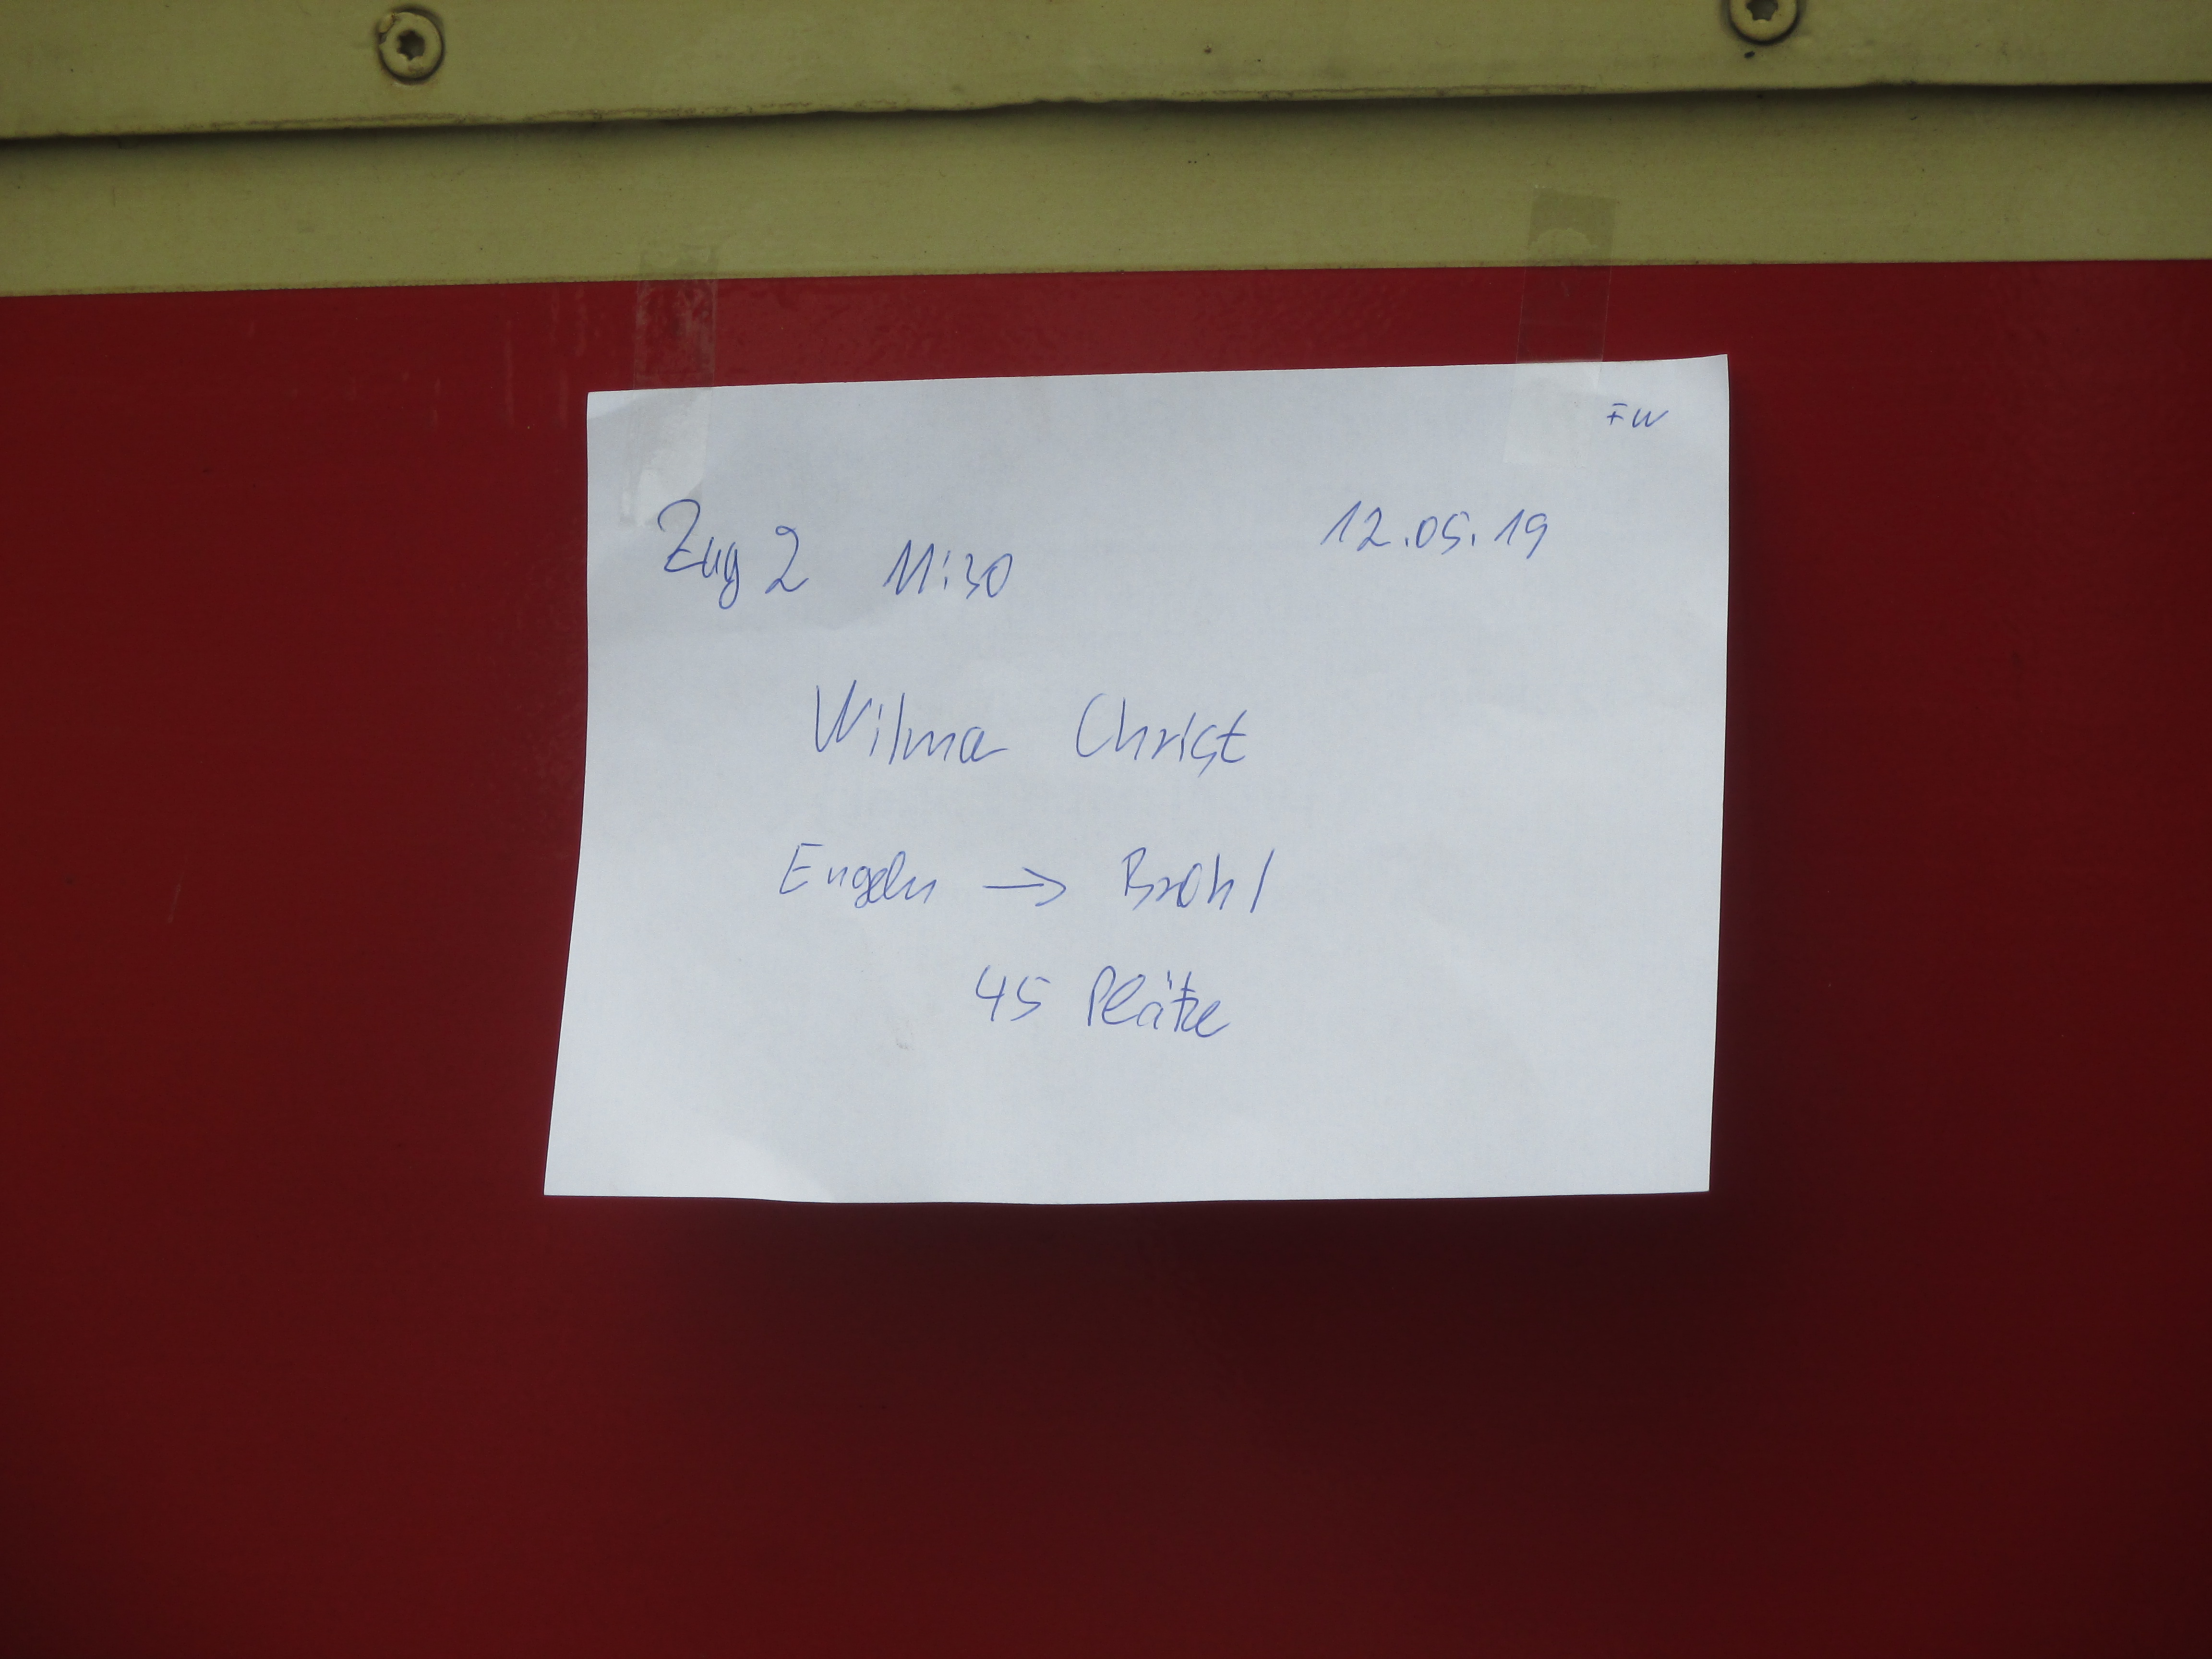 FW
Zug 2 11:30 12.05.19
Wilma Christ
Engeln → Brohl
45 Plätze